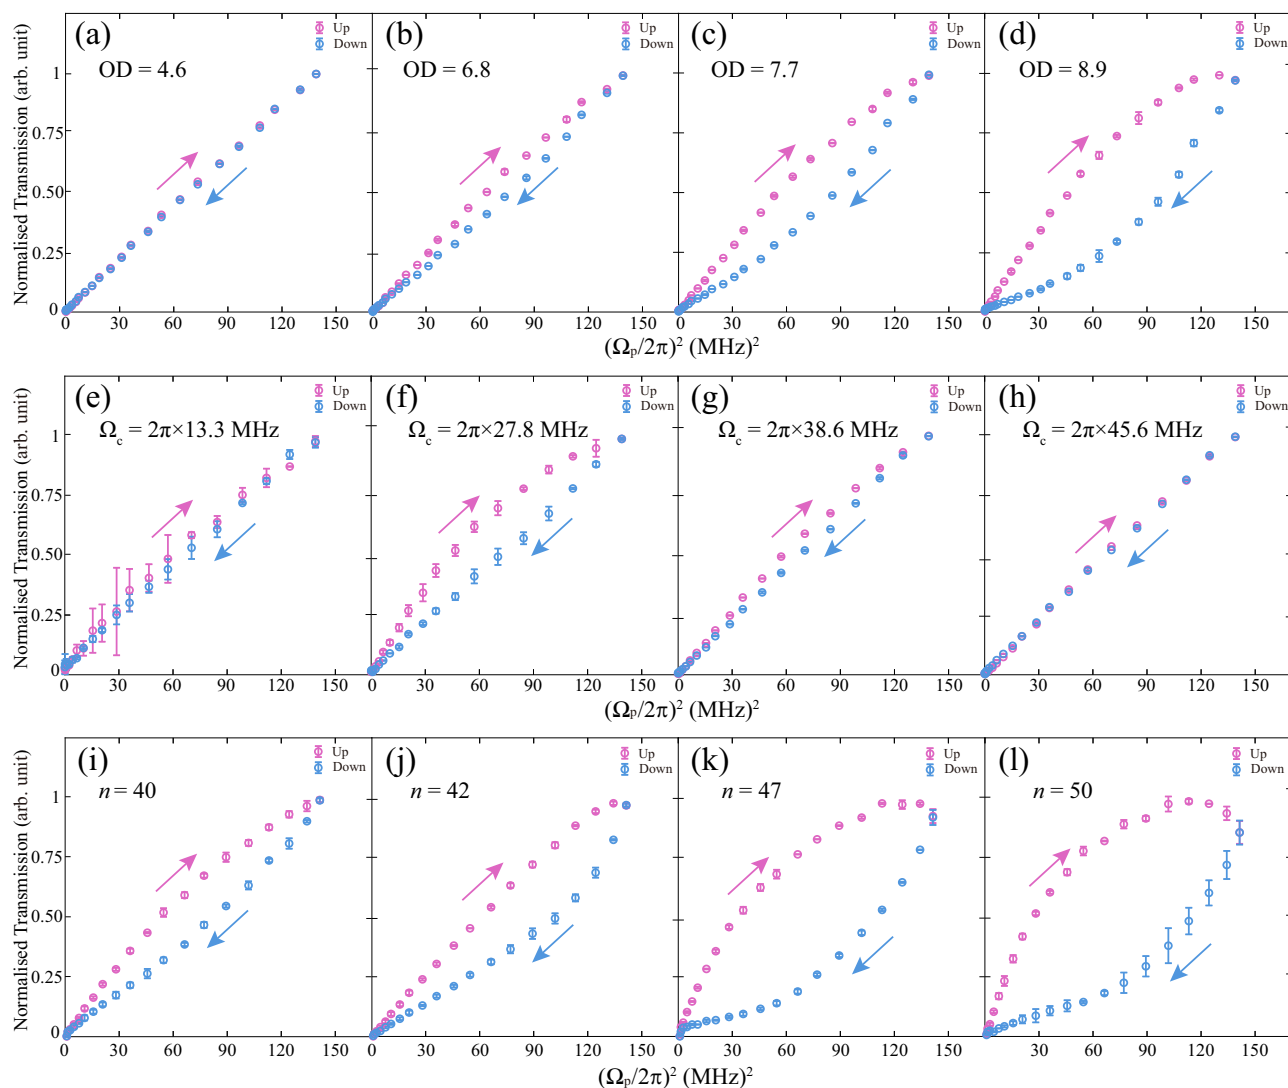 (a)
Up
Down
OD = 4.6
(b)
Up
Down
OD = 6.8
(c)
Up
Down
OD = 7.7
(d)
Up
Down
OD = 8.9
Normalised Transmission (arb. unit)
1
0.75
0.50
0.25
0
0 30 60 90 120 150
0 30 60 90 120 150
0 30 60 90 120 150
0 30 60 90 120 150
(Ωₚ/2π)² (MHz)²
(e)
Up
Down
Ω_c = 2π×13.3 MHz
(f)
Up
Down
Ω_c = 2π×27.8 MHz
(g)
Up
Down
Ω_c = 2π×38.6 MHz
(h)
Up
Down
Ω_c = 2π×45.6 MHz
Normalised Transmission (arb. unit)
1
0.75
0.50
0.25
0
0 30 60 90 120 150
0 30 60 90 120 150
0 30 60 90 120 150
0 30 60 90 120 150
(Ωₚ/2π)² (MHz)²
(i)
Up
Down
n = 40
(j)
Up
Down
n = 42
(k)
Up
Down
n = 47
(l)
Up
Down
n = 50
Normalised Transmission (arb. unit)
1
0.75
0.50
0.25
0
0 30 60 90 120 150
0 30 60 90 120 150
0 30 60 90 120 150
0 30 60 90 120 150
(Ωₚ/2π)² (MHz)²